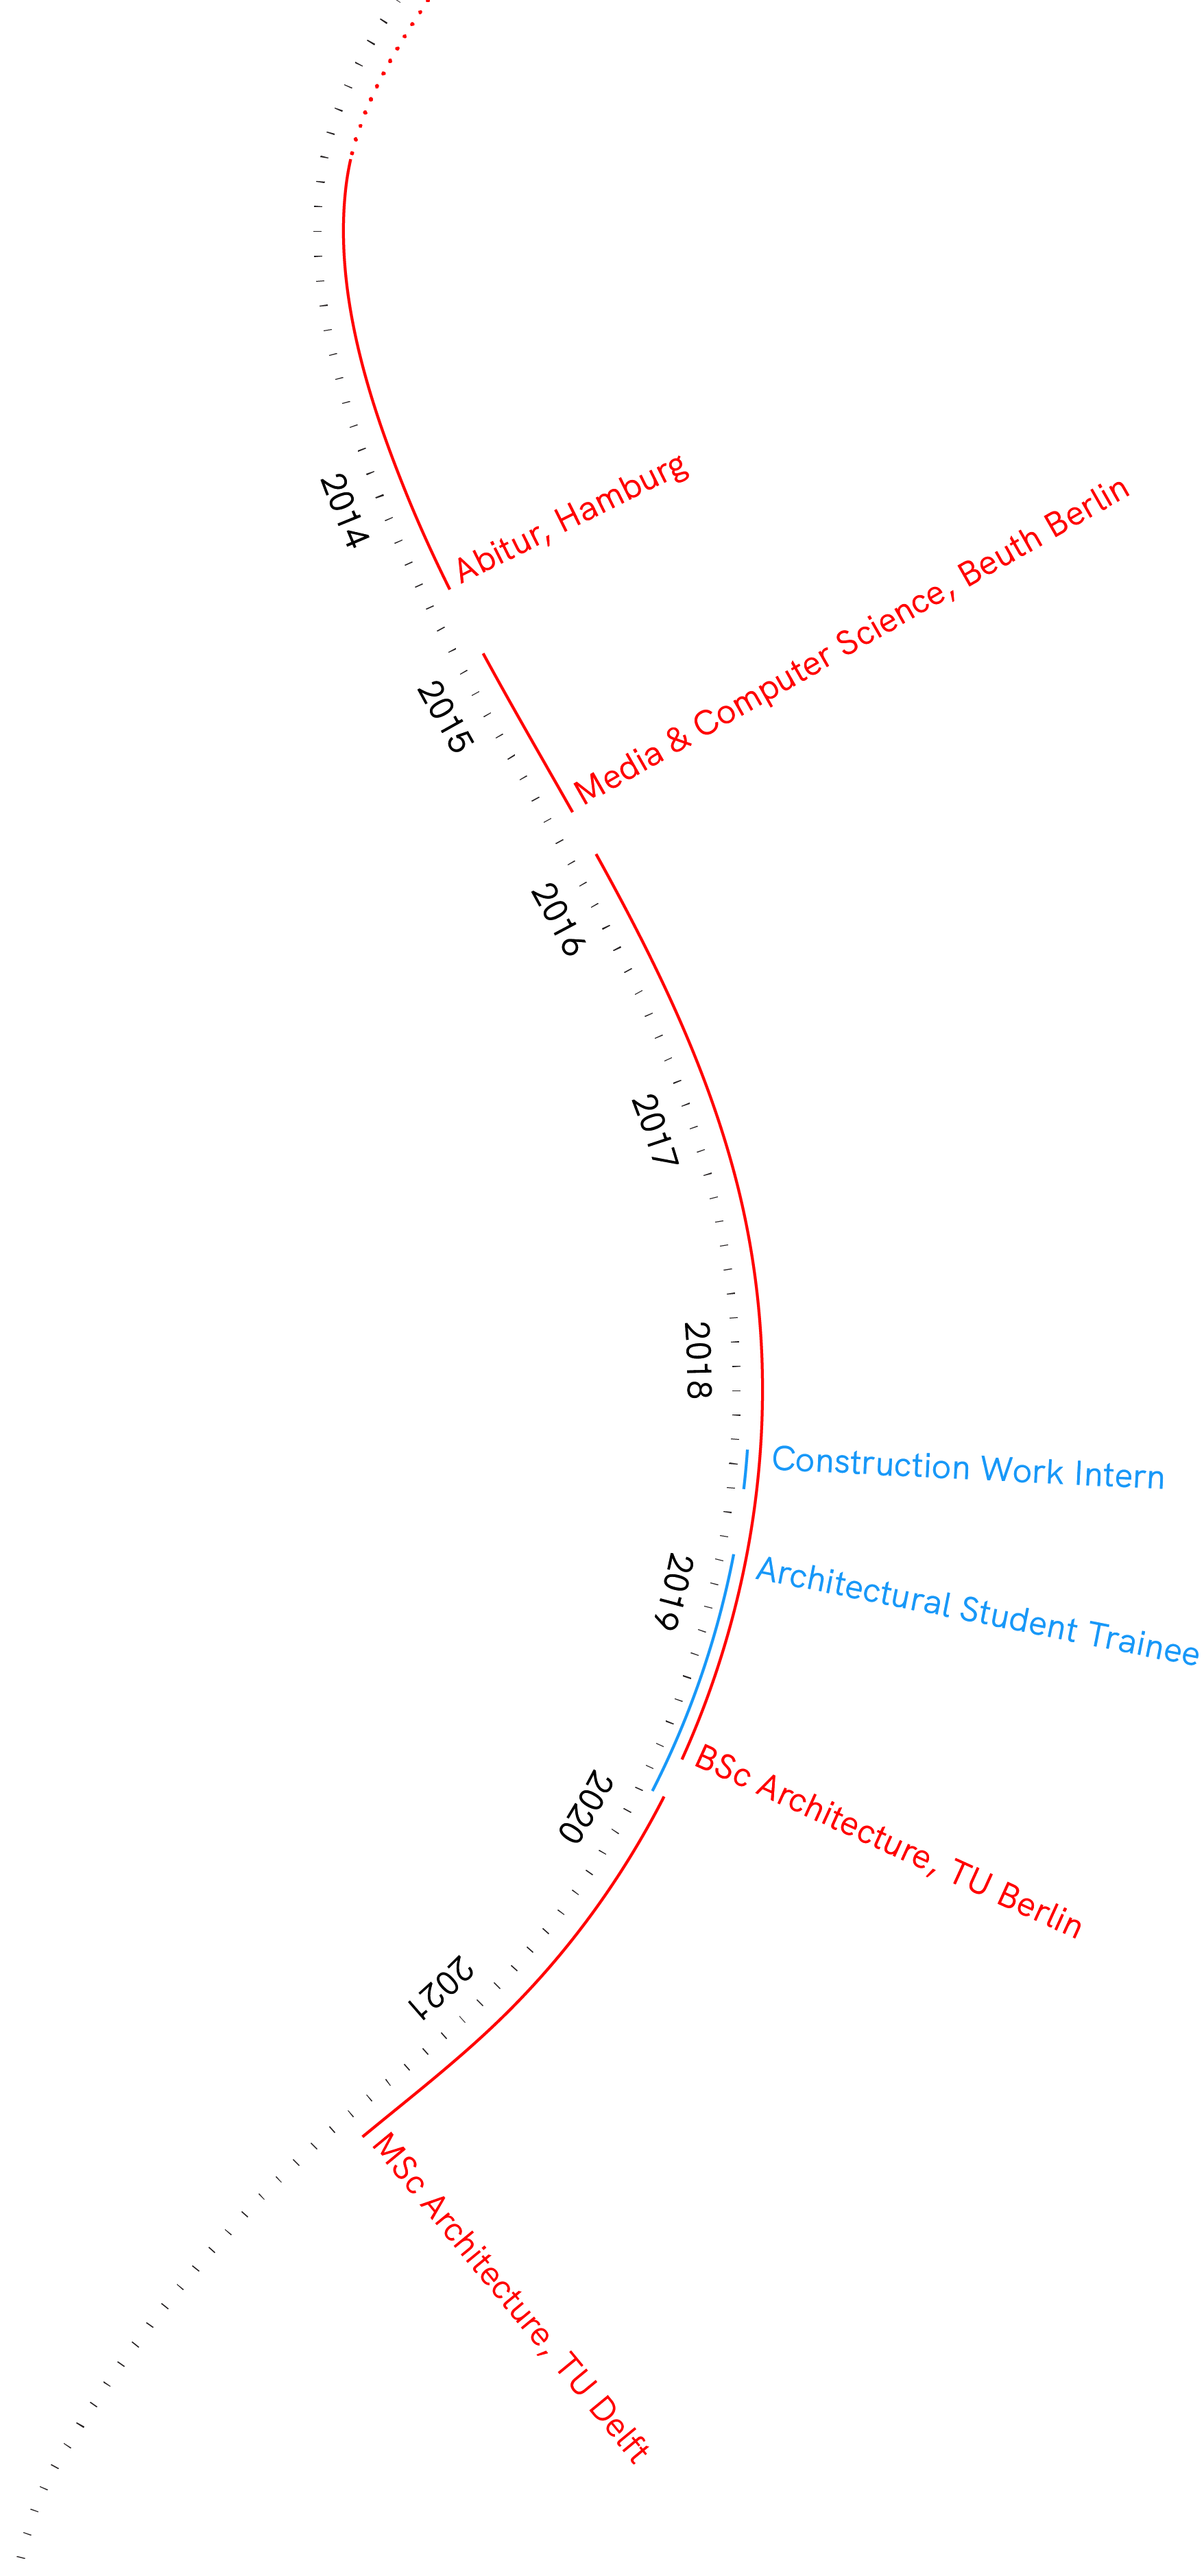 2014
Abitur, Hamburg
Media & Computer Science, Beuth Berlin
2015
2016
2017
2018
Construction Work Intern
2019
Architectural Student Trainee
BSc Architecture, TU Berlin
2020
2021
MSc Architecture, TU Delft